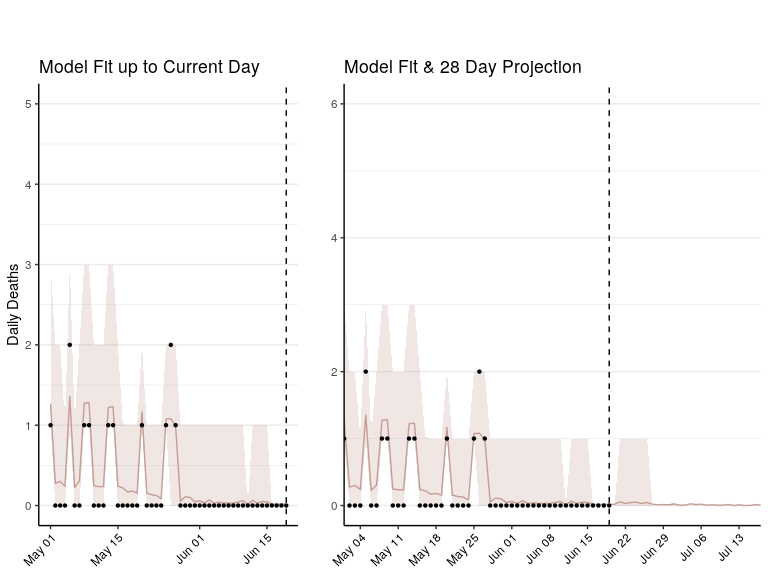 Model Fit up to Current Day
Model Fit & 28 Day Projection
Daily Deaths
5
4
3
2
1
0
May 01
May 15
Jun 01
Jun 15
6
4
2
0
May 04
May 11
May 18
May 25
Jun 01
Jun 08
Jun 15
Jun 22
Jun 29
Jul 06
Jul 13